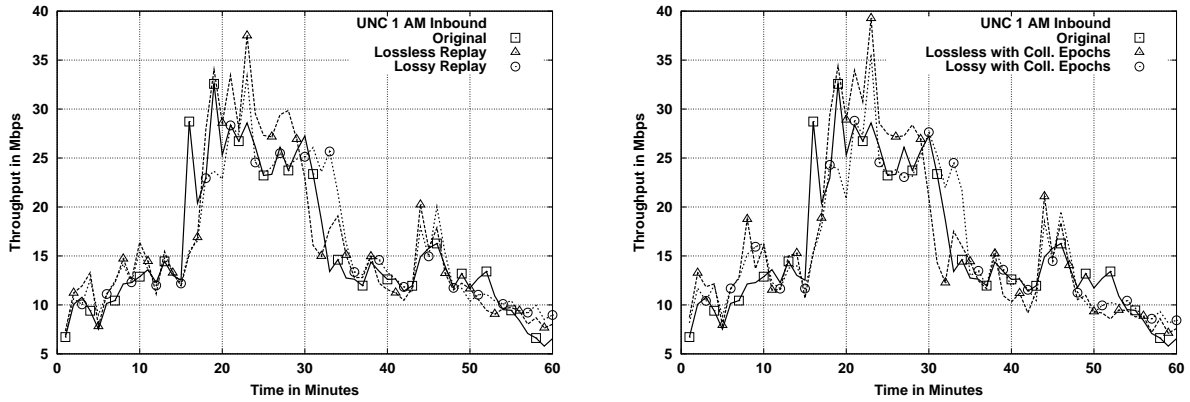 UNC 1 AM Inbound
Original
Lossless Replay
Lossy Replay
Throughput in Mbps
40
35
30
25
20
15
10
5
0 10 20 30 40 50 60
Time in Minutes
UNC 1 AM Inbound
Original
Lossless with Coll. Epochs
Lossy with Coll. Epochs
Throughput in Mbps
40
35
30
25
20
15
10
5
0 10 20 30 40 50 60
Time in Minutes